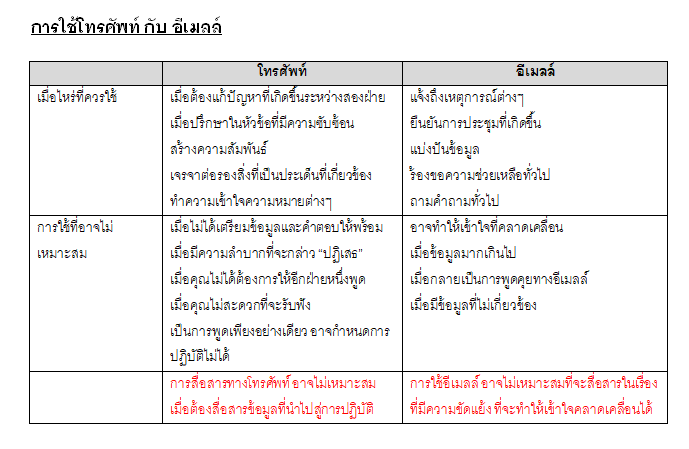 การใช้โทรศัพท์ กับ อีเมลล์
โทรศัพท์ อีเมลล์
เมื่อไหร่ที่ควรใช้ เมื่อต้องแก้ปัญหาที่เกิดขึ้นระหว่างสองฝ่าย แจ้งถึงเหตุการณ์ต่างๆ
เมื่อปรึกษาในหัวข้อที่มีความซับซ้อน ยืนยันการประชุมที่เกิดขึ้น
สร้างความสัมพันธ์ แบ่งปันข้อมูล
เจรจาต่อรองสิ่งที่เป็นประเด็นที่เกี่ยวข้อง ร้องขอความช่วยเหลือทั่วไป
ทำความเข้าใจความหมายต่างๆ ถามคำถามทั่วไป
การใช้ที่อาจไม่ เมื่อไม่ได้เตรียมข้อมูลและคำตอบให้พร้อม อาจทำให้เข้าใจที่คลาดเคลื่อน
เหมาะสม เมื่อมีความลำบากที่จะกล่าว “ปฏิเสธ” เมื่อข้อมูลมากเกินไป
เมื่อคุณไม่ได้ต้องการให้อีกฝ่ายหนึ่งพูด เมื่อกลายเป็นการพูดคุยทางอีเมลล์
เมื่อคุณไม่สะดวกที่จะรับฟัง เมื่อมีข้อมูลที่ไม่เกี่ยวข้อง
เป็นการพูดเพียงอย่างเดียว อาจกำหนดการ
ปฏิบัติไม่ได้
การสื่อสารทางโทรศัพท์ อาจไม่เหมาะสม การใช้อีเมลล์ อาจไม่เหมาะสมที่จะสื่อสารในเรื่อง
เมื่อต้องสื่อสารข้อมูลที่นำไปสู่การปฏิบัติ ที่มีความขัดแย้ง ที่จะทำให้เข้าใจคลาดเคลื่อนได้